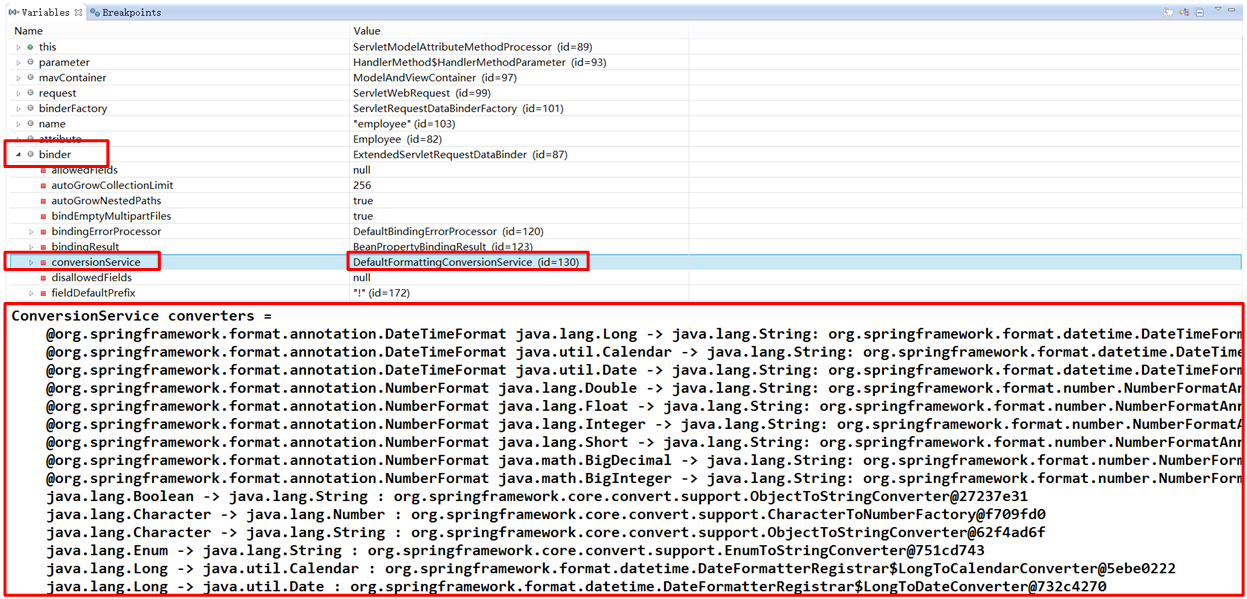 Variables Breakpoints
Name Value
this ServletModelAttributeMethodProcessor (id=89)
parameter HandlerMethod$HandlerMethodParameter (id=93)
mavContainer ModelAndViewContainer (id=97)
request ServletWebRequest (id=99)
binderFactory ServletRequestDataBinderFactory (id=101)
name "employee" (id=103)
attribute Employee (id=82)
binder ExtendedServletRequestDataBinder (id=87)
allowedFields null
autoGrowCollectionLimit 256
autoGrowNestedPaths true
bindEmptyMultipartFiles true
bindingErrorProcessor DefaultBindingErrorProcessor (id=120)
bindingResult BeanPropertyBindingResult (id=123)
conversionService DefaultFormattingConversionService (id=130)
disallowedFields null
fieldDefaultPrefix "!" (id=172)
ConversionService converters =
@org.springframework.format.annotation.DateTimeFormat java.lang.Long -> java.lang.String: org.springframework.format.datetime.DateTimeForm
@org.springframework.format.annotation.DateTimeFormat java.util.Calendar -> java.lang.String: org.springframework.format.datetime.DateTime
@org.springframework.format.annotation.DateTimeFormat java.util.Date -> java.lang.String: org.springframework.format.datetime.DateTimeForm
@org.springframework.format.annotation.NumberFormat java.lang.Double -> java.lang.String: org.springframework.format.number.NumberFormatAn
@org.springframework.format.annotation.NumberFormat java.lang.Float -> java.lang.String: org.springframework.format.number.NumberFormatAnn
@org.springframework.format.annotation.NumberFormat java.lang.Integer -> java.lang.String: org.springframework.format.number.NumberFormatA
@org.springframework.format.annotation.NumberFormat java.lang.Short -> java.lang.String: org.springframework.format.number.NumberFormatAnn
@org.springframework.format.annotation.NumberFormat java.math.BigDecimal -> java.lang.String: org.springframework.format.number.NumberForm
@org.springframework.format.annotation.NumberFormat java.math.BigInteger -> java.lang.String: org.springframework.format.number.NumberForm
java.lang.Boolean -> java.lang.String : org.springframework.core.convert.support.ObjectToStringConverter@27237e31
java.lang.Character -> java.lang.Number : org.springframework.core.convert.support.CharacterToNumberFactory@f709fd0
java.lang.Character -> java.lang.String : org.springframework.core.convert.support.ObjectToStringConverter@62f4ad6f
java.lang.Enum -> java.lang.String : org.springframework.core.convert.support.EnumToStringConverter@751cd743
java.lang.Long -> java.util.Calendar : org.springframework.format.datetime.DateFormatterRegistrar$LongToCalendarConverter@5ebe0222
java.lang.Long -> java.util.Date : org.springframework.format.datetime.DateFormatterRegistrar$LongToDateConverter@732c4270